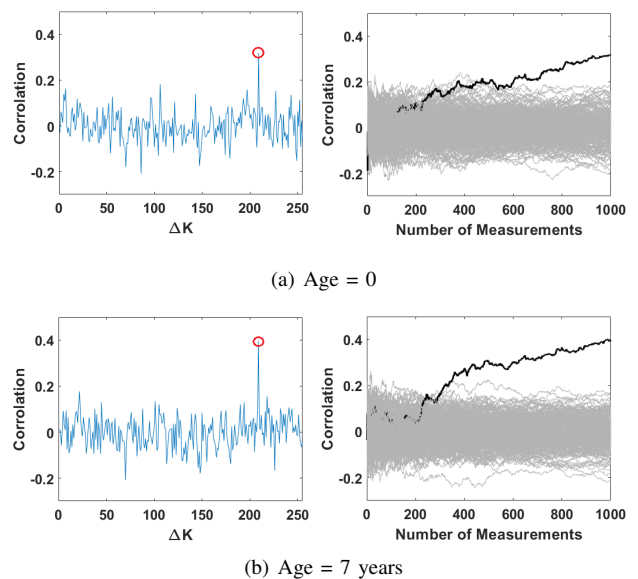 0.4
0.2
0
-0.2
Corrolation
0 50 100 150 200 250
ΔK
0.4
0.2
0
-0.2
Corrolation
0 200 400 600 800 1000
Number of Measurements
(a) Age = 0
0.4
0.2
0
-0.2
Corrolation
0 50 100 150 200 250
ΔK
0.4
0.2
0
-0.2
Corrolation
0 200 400 600 800 1000
Number of Measurements
(b) Age = 7 years